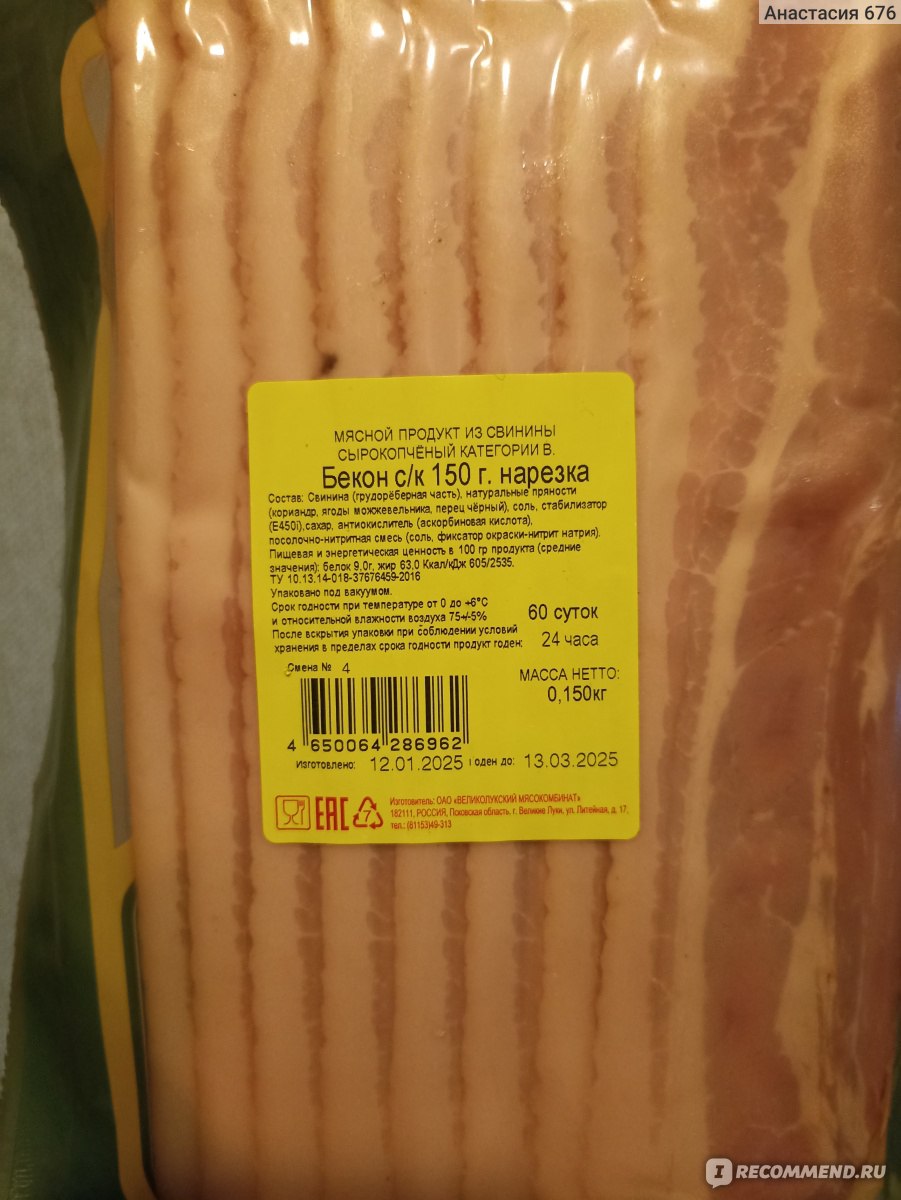 Анастасия 676
МЯСНОЙ ПРОДУКТ ИЗ СВИНИНЫ
СЫРОКОПЧЁНЫЙ КАТЕГОРИИ В.
Бекон с/к 150 г. нарезка
Состав: Свинина (грудорёберная часть), натуральные пряности
(кориандр, ягоды можжевельника, перец чёрный), соль, стабилизатор
(Е450i),сахар, антиокислитель (аскорбиновая кислота),
посолочно-нитритная смесь (соль, фиксатор окраски-нитрит натрия).
Пищевая и энергетическая ценность в 100 гр продукта (средние
значения): белок 9,0г, жир 63,0 Ккал/кДж 605/2535.
ТУ 10.13.14-018-37676459-2016
Упаковано под вакуумом.
Срок годности при температуре от 0 до +6°С
и относительной влажности воздуха 75+/-5% 60 суток
После вскрытия упаковки при соблюдении условий
хранения в пределах срока годности продукт годен: 24 часа
Смена № 4
МАССА НЕТТО:
0,150кг
4 650064 286962
Изготовлено: 12.01.2025 Годен до: 13.03.2025
ЕАС 7
Изготовитель: ОАО «ВЕЛИКОЛУКСКИЙ МЯСОКОМБИНАТ»
182111, РОССИЯ, Псковская область, г. Великие Луки, ул. Литейная, д. 17,
тел.: (81153)49-313
I RECOMMEND.RU